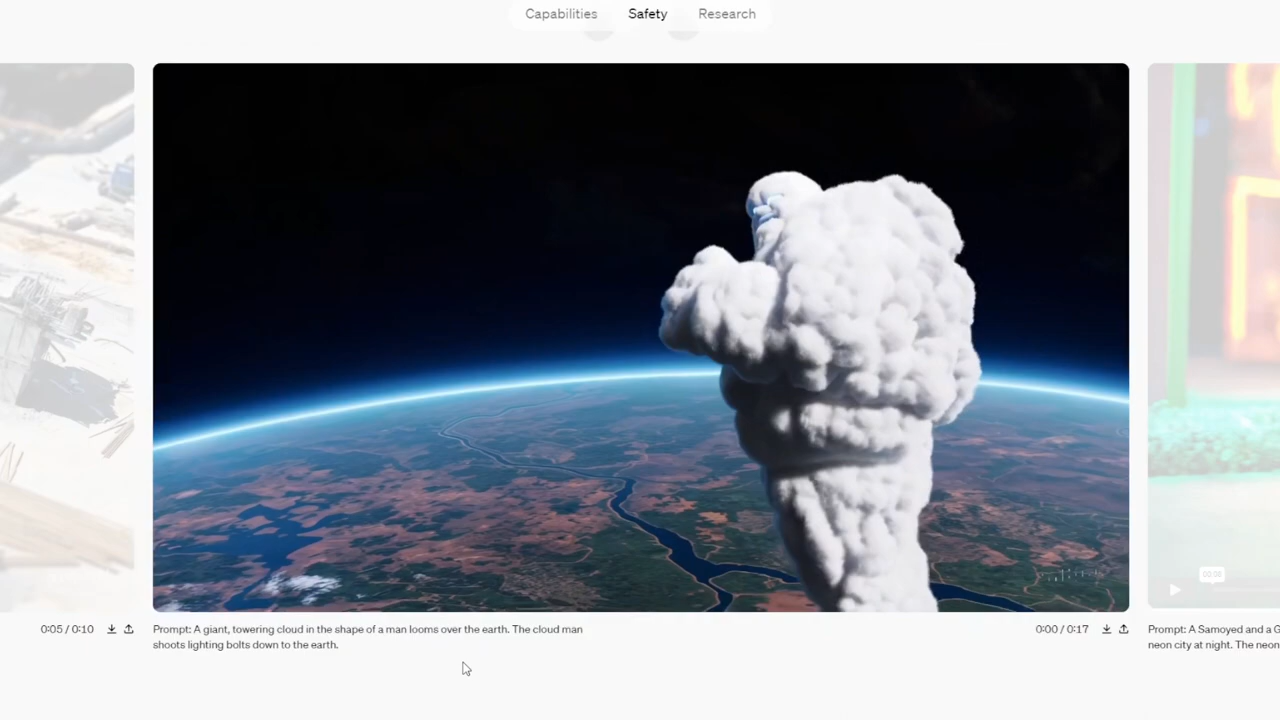 Capabilities Safety Research
00:08
0:05 / 0:10
Prompt: A giant, towering cloud in the shape of a man looms over the earth. The cloud man
shoots lighting bolts down to the earth.
0:00 / 0:17
Prompt: A Samoyed and a G
neon city at night. The neon